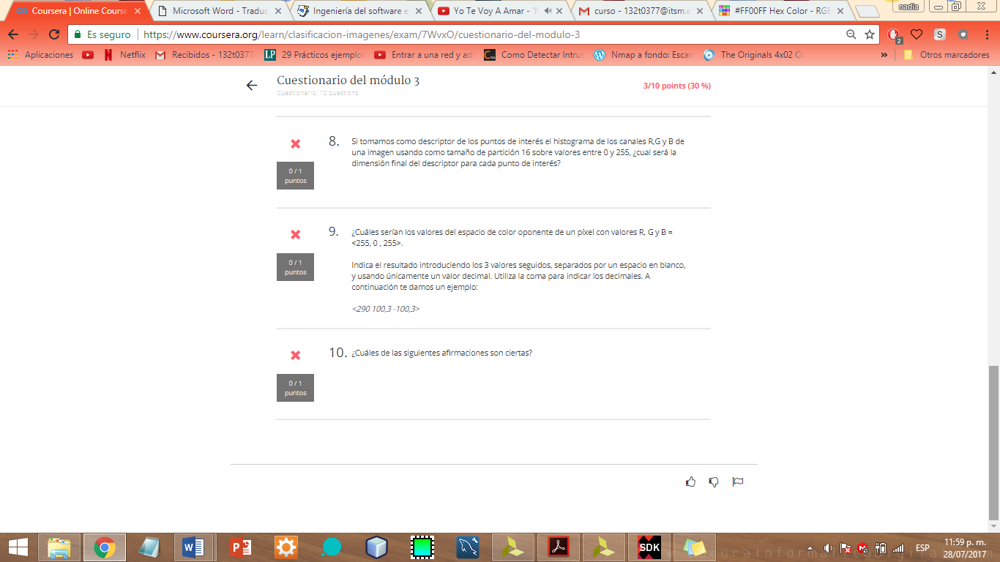 nadia
Coursera | Online Course
Microsoft Word - Traduc
Ingeniería del software e
Yo Te Voy A Amar - 'N
curso - 132t0377@itsm.e
#FF00FF Hex Color - RGB
Es seguro
https://www.coursera.org/learn/clasificacion-imagenes/exam/7WvxO/cuestionario-del-modulo-3
2
Aplicaciones
Netflix
Recibidos - 132t0377
29 Prácticos ejemplo
Entrar a una red y ad
Como Detectar Intrus
Nmap a fondo: Escan
The Originals 4x02 O
Otros marcadores
Cuestionario del módulo 3
3/10 points (30 %)
Cuestionario, 10 questions
8.
Si tomamos como descriptor de los puntos de interés el histograma de los canales R,G y B de
una imagen usando como tamaño de partición 16 sobre valores entre 0 y 255, ¿cual será la
dimensión final del descriptor para cada punto de interés?
0 / 1
puntos
9.
¿Cuáles serían los valores del espacio de color oponente de un píxel con valores R, G y B =
<255, 0 , 255>.
Indica el resultado introduciendo los 3 valores seguidos, separados por un espacio en blanco,
y usando únicamente un valor decimal. Utiliza la coma para indicar los decimales. A
continuación te damos un ejemplo:
<290 100,3 -100,3>
0 / 1
puntos
10.
¿Cuáles de las siguientes afirmaciones son ciertas?
0 / 1
puntos
SDK
ESP
11:59 p. m.
28/07/2017